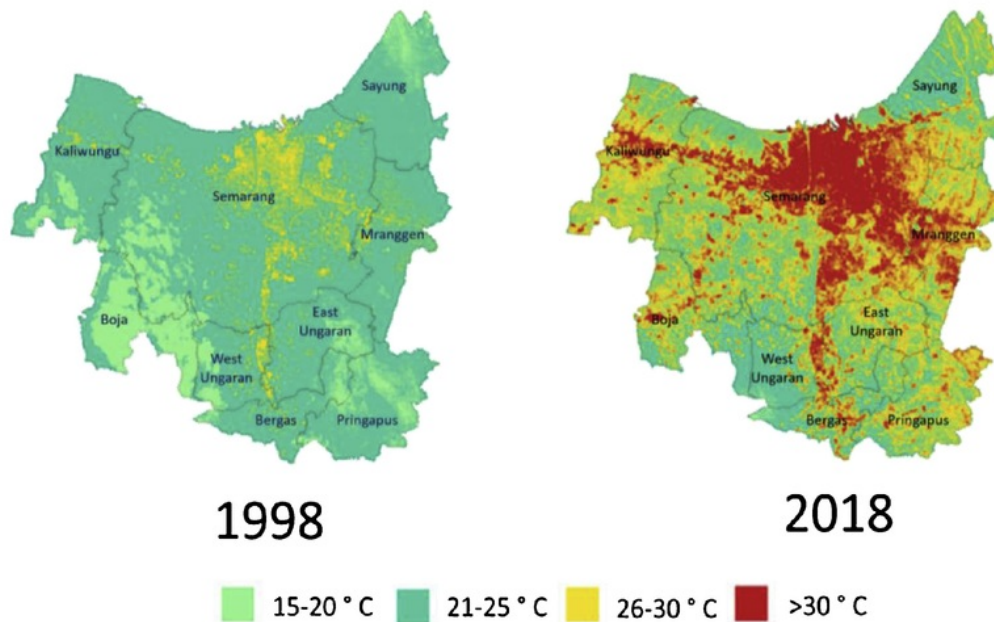 Sayung
Kaliwungu
Semarang
Mranggen
Boja
East
Ungaran
West
Ungaran
Bergas
Pringapus
Sayung
Kaliwungu
Semarang
Mranggen
Boja
East
Ungaran
West
Ungaran
Bergas
Pringapus
1998
2018
15-20 ° C
21-25 ° C
26-30 ° C
>30 ° C